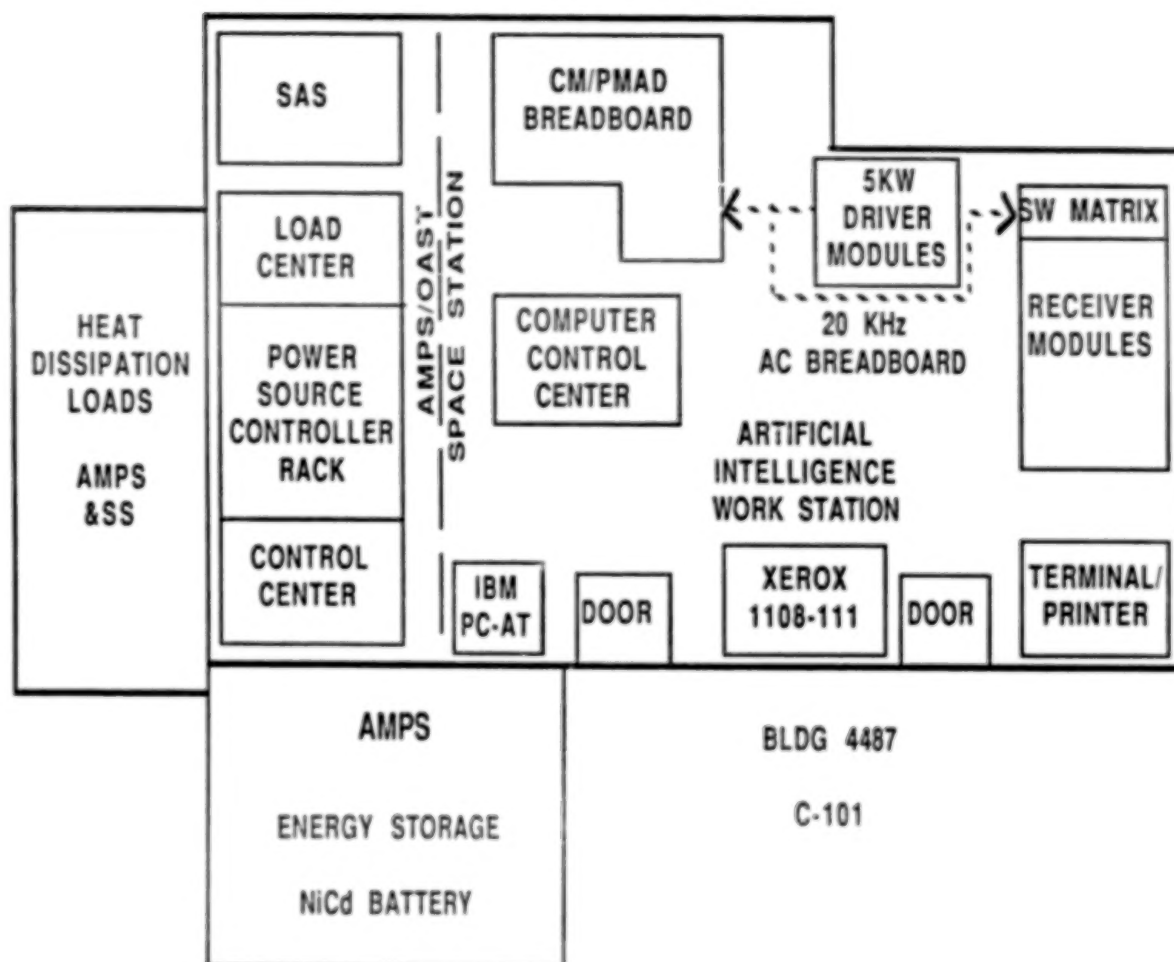 SAS
CM/PMAD
BREADBOARD
5KW
DRIVER
MODULES
SW MATRIX
RECEIVER
MODULES
20 KHz
AC BREADBOARD
LOAD
CENTER
POWER
SOURCE
CONTROLLER
RACK
CONTROL
CENTER
HEAT
DISSIPATION
LOADS
AMPS
&SS
AMPS/OAST
SPACE STATION
COMPUTER
CONTROL
CENTER
ARTIFICIAL
INTELLIGENCE
WORK STATION
IBM
PC-AT
DOOR
XEROX
1108-111
DOOR
TERMINAL/
PRINTER
AMPS
ENERGY STORAGE
NiCd BATTERY
BLDG 4487
C-101